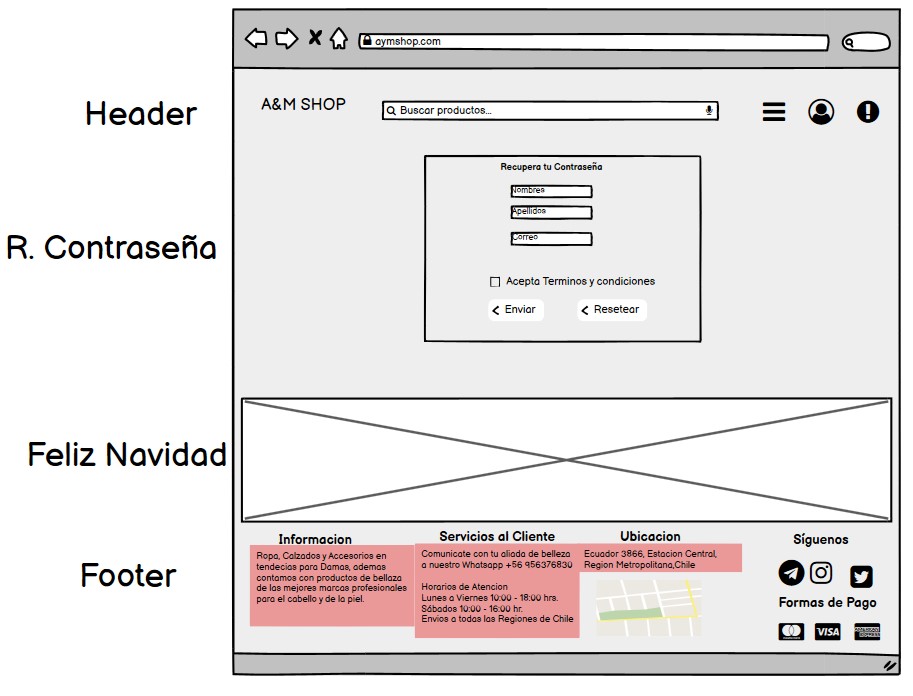 aymshop.com
Header
A&M SHOP
Buscar productos...
R. Contraseña
Recupera tu Contraseña
Nombres
Apellidos
Correo
Acepta Terminos y condiciones
Enviar
Resetear
Feliz Navidad
Footer
Informacion
Ropa, Calzados y Accesorios en
tendecias para Damas, ademas
contamos con productos de bellaza
de las mejores marcas profesionales
para el cabello y de la piel.
Servicios al Cliente
Comunicate con tu aliada de belleza
a nuestro Whatsapp +56 956376830
Horarios de Atencion
Lunes a Viernes 10:00 - 18:00 hrs.
Sábados 10:00 - 16:00 hr.
Envios a todas las Regiones de Chile
Ubicacion
Ecuador 3866, Estacion Central,
Region Metropolitana,Chile
Síguenos
Formas de Pago
VISA
AMERICAN
EXPRESS